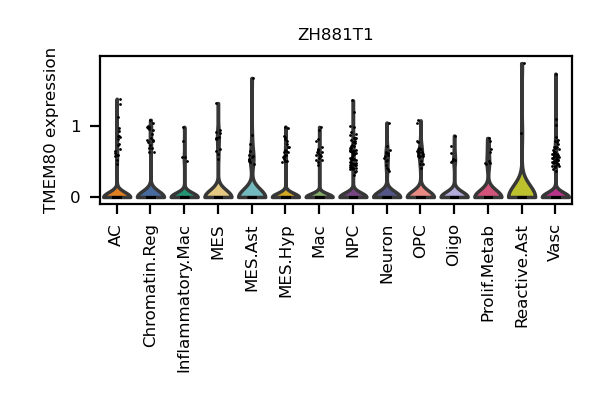 ZH881T1
TMEM80 expression
1
0
AC
Chromatin.Reg
Inflammatory.Mac
MES
MES.Ast
MES.Hyp
Mac
NPC
Neuron
OPC
Oligo
Prolif.Metab
Reactive.Ast
Vasc